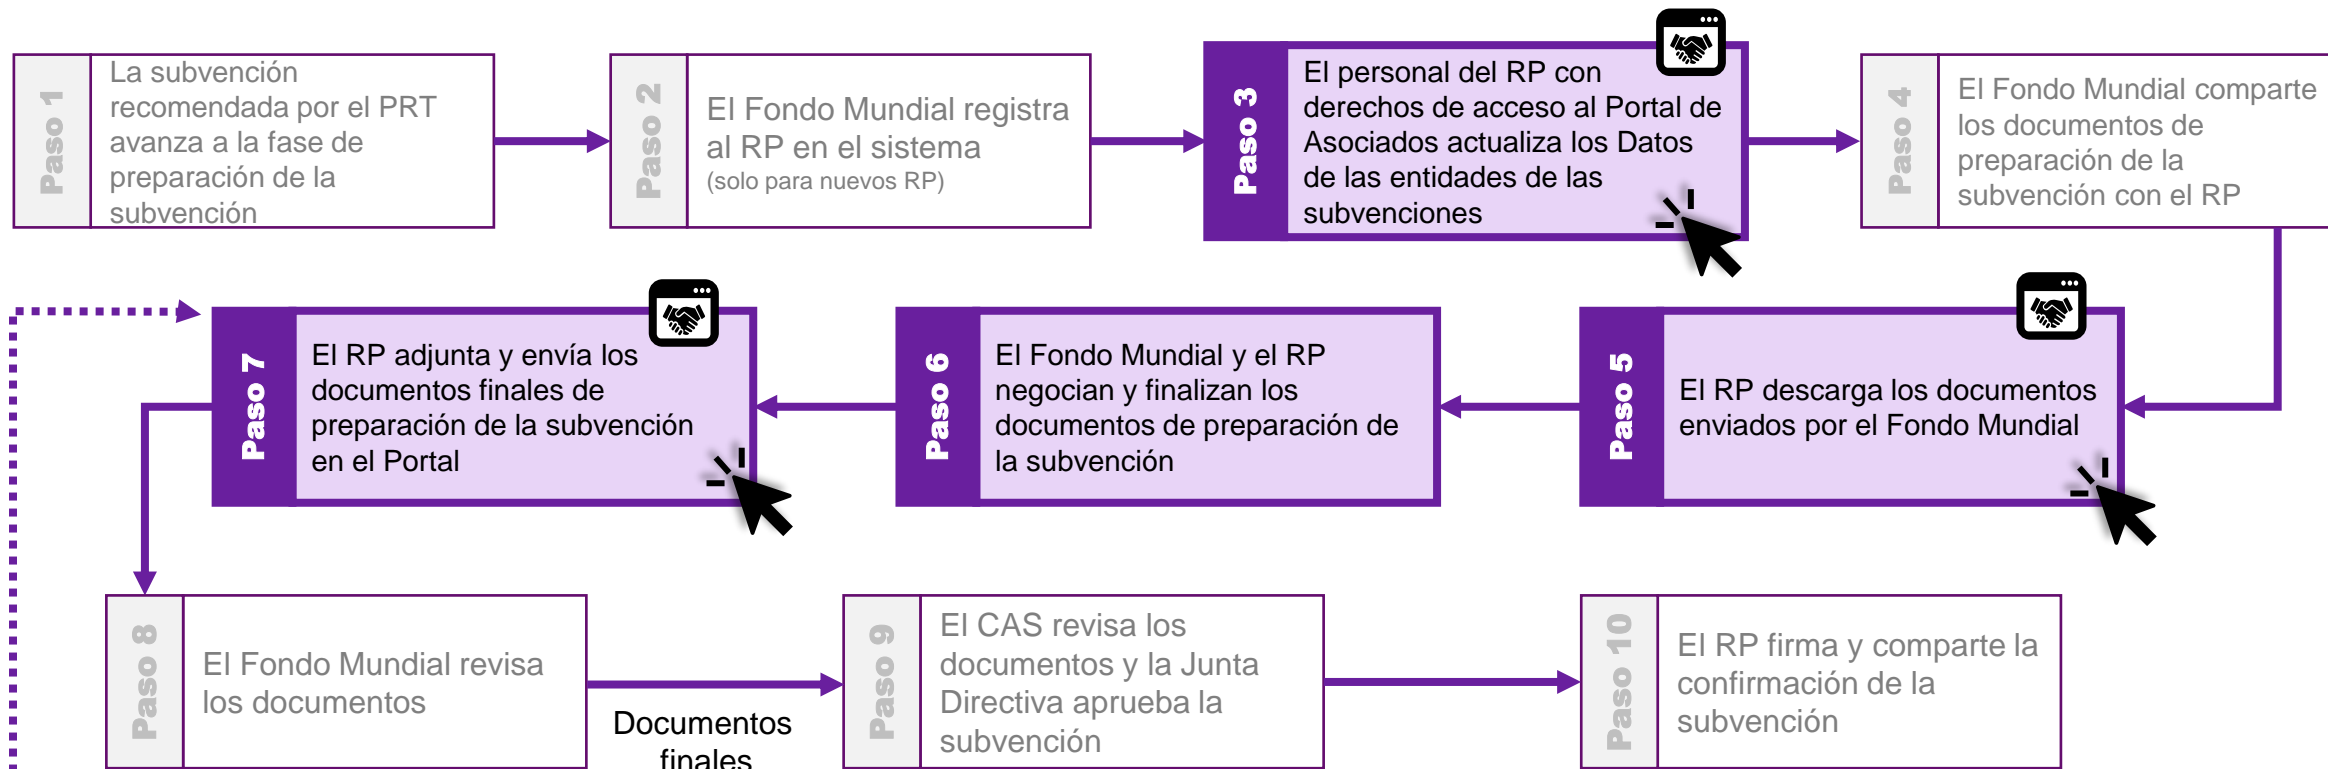 Paso 1
La subvención
recomendada por el PRT
avanza a la fase de
preparación de la
subvención
Paso 2
El Fondo Mundial registra
al RP en el sistema
(solo para nuevos RP)
Paso 3
El personal del RP con
derechos de acceso al Portal de
Asociados actualiza los Datos
de las entidades de las
subvenciones
Paso 4
El Fondo Mundial comparte
los documentos de
preparación de la
subvención con el RP
Paso 5
El RP descarga los documentos
enviados por el Fondo Mundial
Paso 6
El Fondo Mundial y el RP
negocian y finalizan los
documentos de preparación de
la subvención
Paso 7
El RP adjunta y envía los
documentos finales de
preparación de la subvención
en el Portal
Paso 8
El Fondo Mundial revisa
los documentos
Documentos
finales
Paso 9
El CAS revisa los
documentos y la Junta
Directiva aprueba la
subvención
Paso 10
El RP firma y comparte la
confirmación de la
subvención